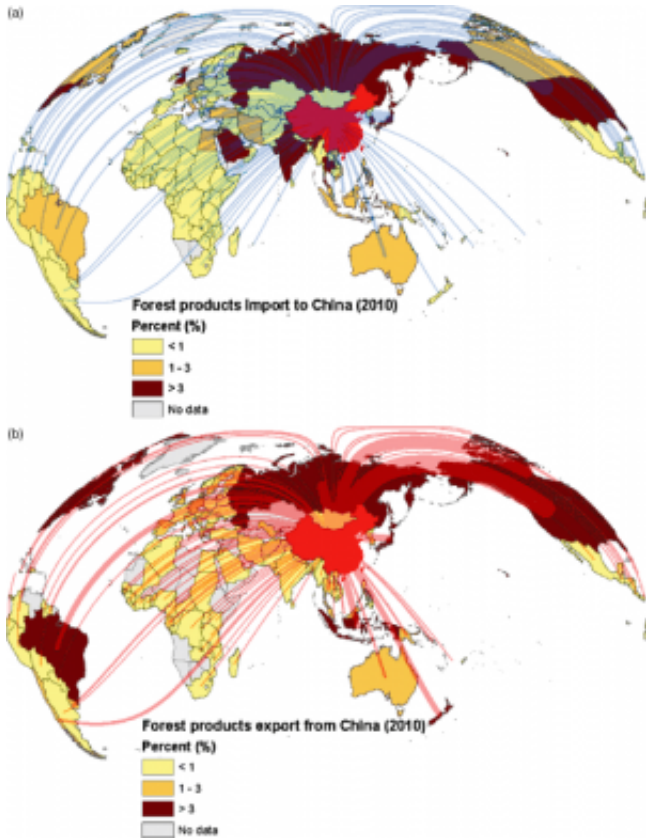 (a)
Forest products import to China (2010)
Percent (%)
< 1
1 - 3
> 3
No data
(b)
Forest products export from China (2010)
Percent (%)
< 1
1 - 3
> 3
No data